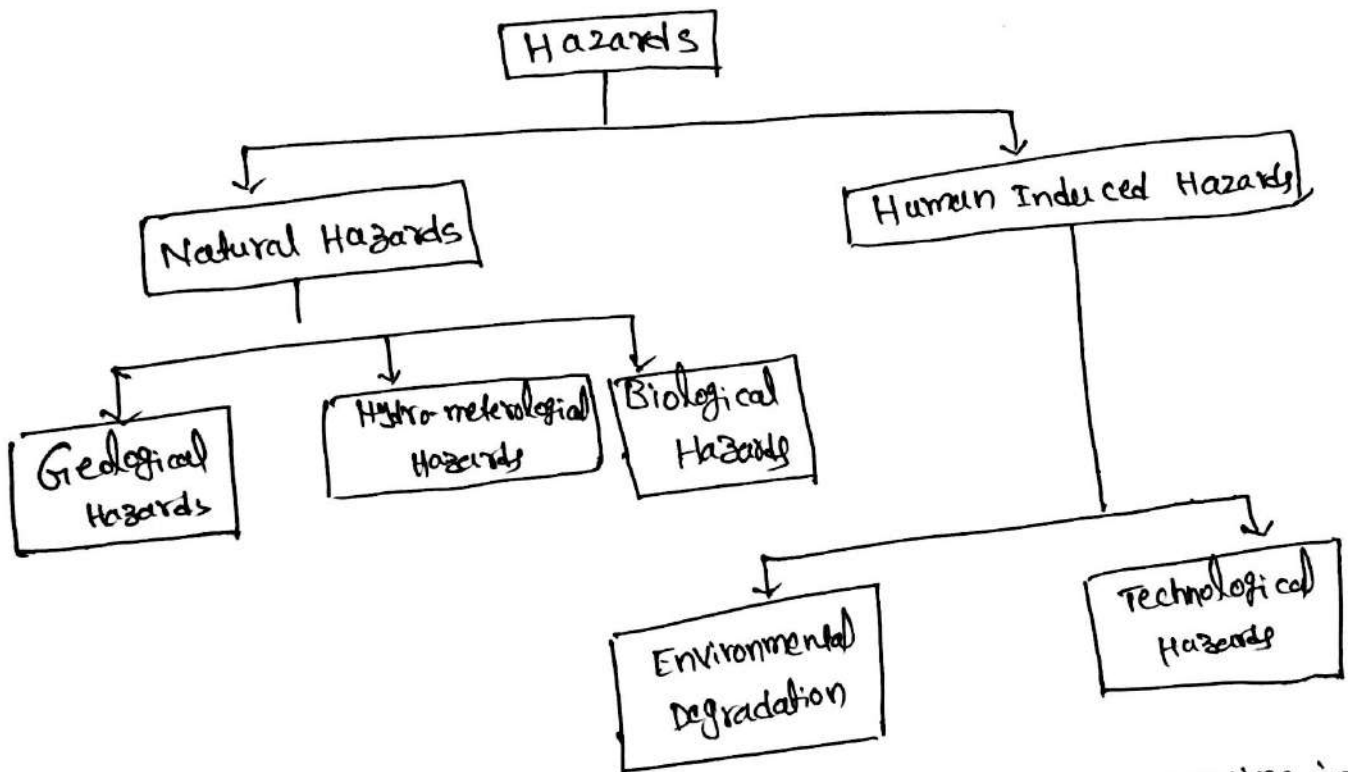 Hazards
Natural Hazards
Human Induced Hazards
Geological
Hazards
Hydro-meterological
Hazards
Biological
Hazards
Environmental
Degradation
Technological
Hazards